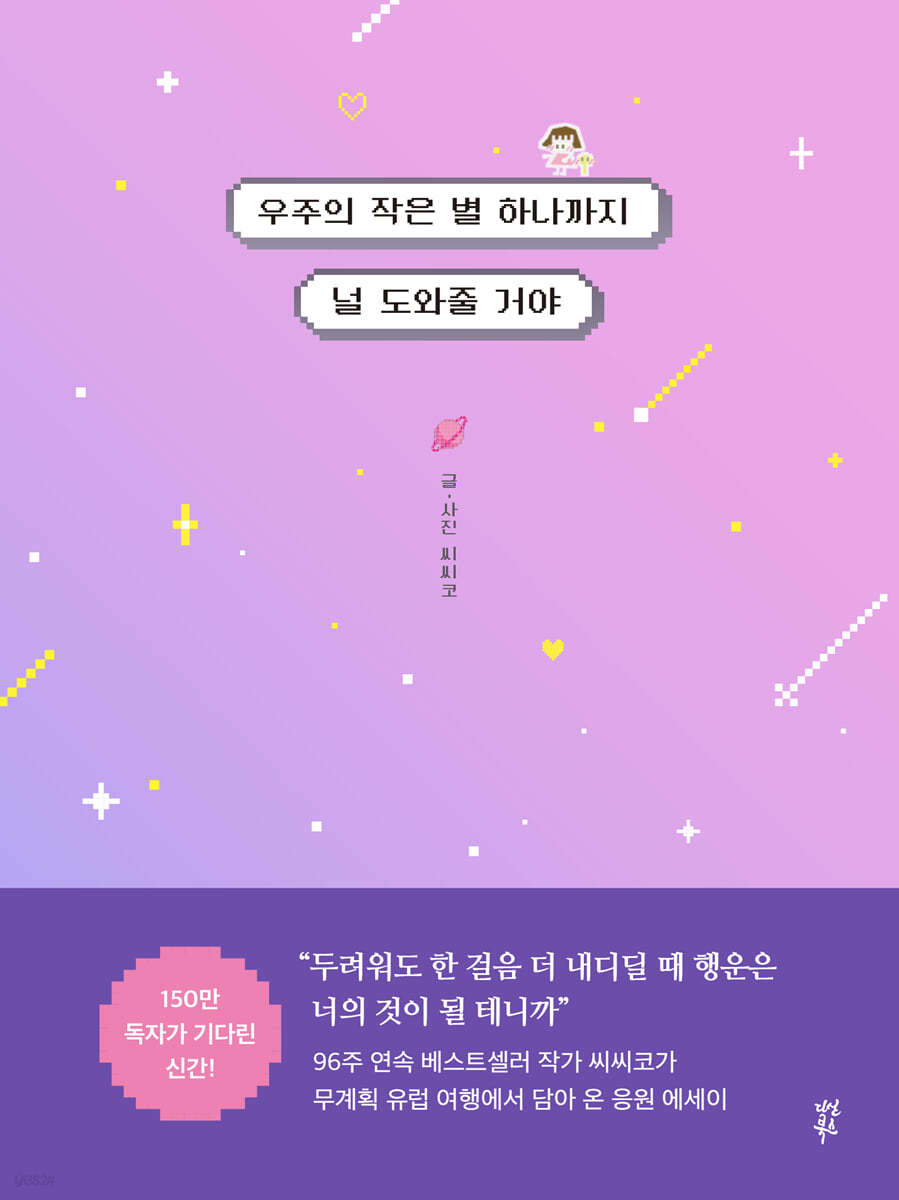 우주의 작은 별 하나까지
널 도와줄 거야
글·사진 씨씨코
150만
독자가 기다린
신간!
“두려워도 한 걸음 더 내디딜 때 행운은
너의 것이 될 테니까”
96주 연속 베스트셀러 작가 씨씨코가
무계획 유럽 여행에서 담아 온 응원 에세이
다산
북스